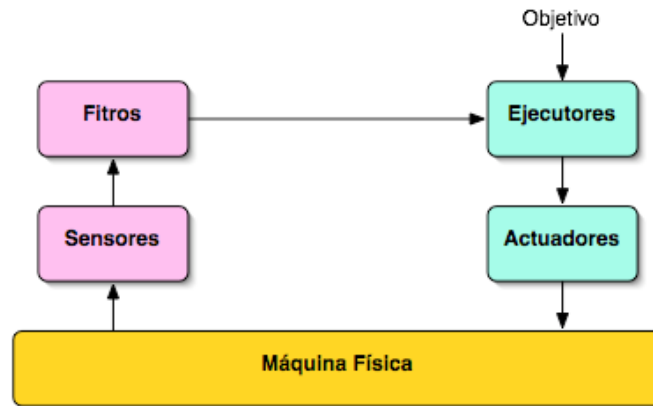 Objetivo
Fitros
Ejecutores
Sensores
Actuadores
Máquina Física